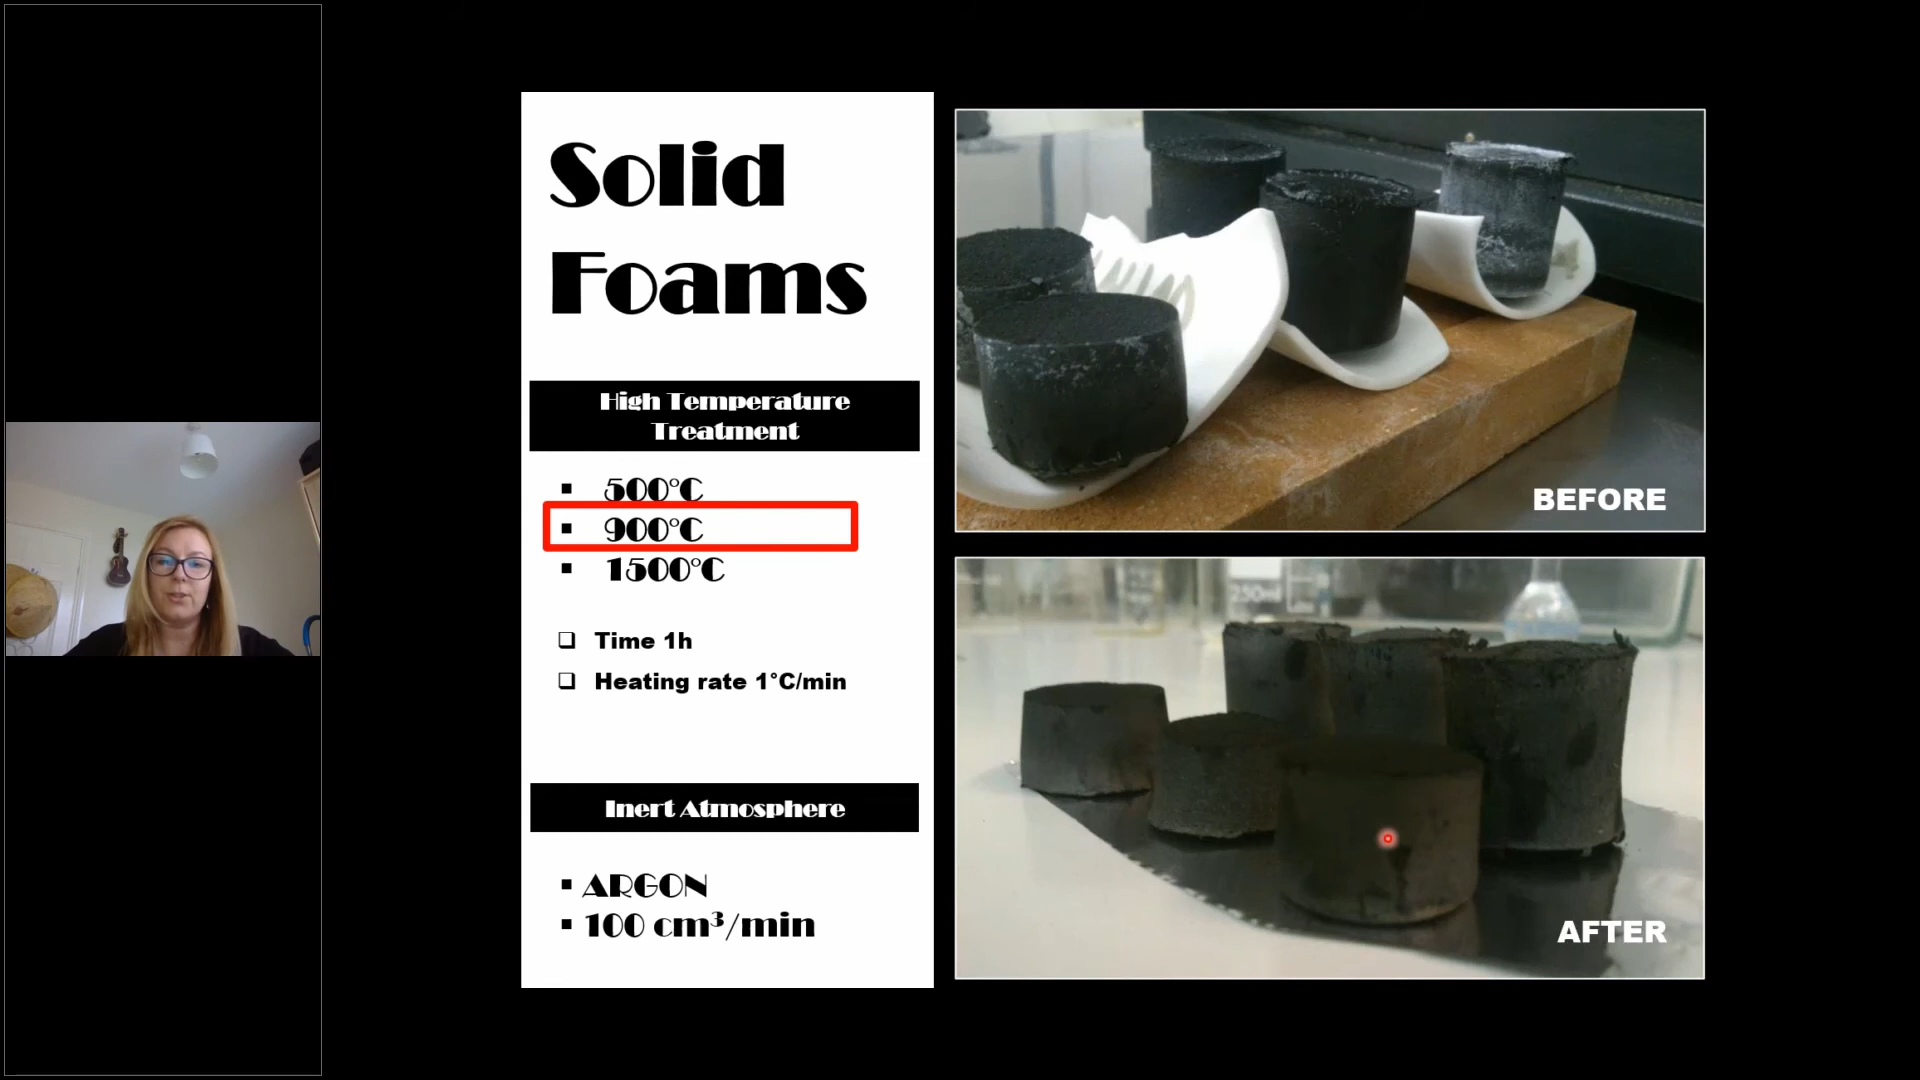 Solid
Foams
High Temperature
Treatment
▪ 500°C
▪ 900°C
▪ 1500°C
❑ Time 1h
❑ Heating rate 1°C/min
Inert Atmosphere
▪ ARGON
▪ 100 cm³/min
BEFORE
250ml
AFTER